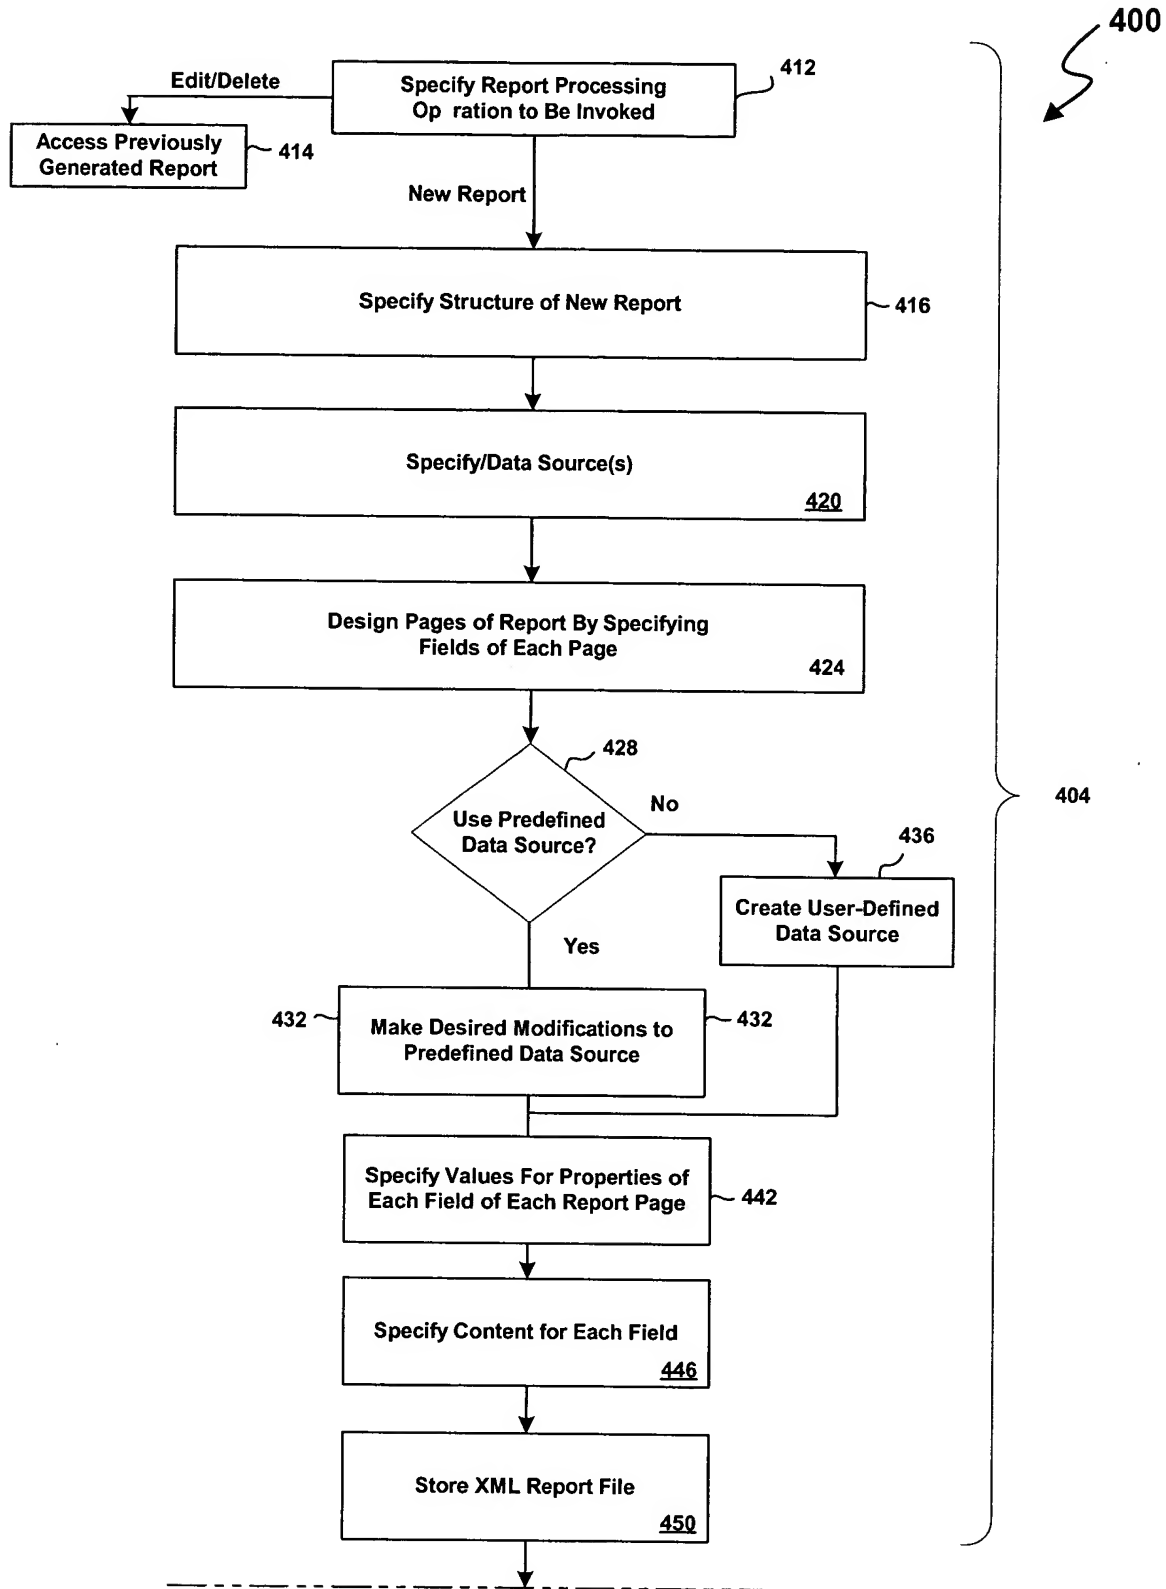 400
Edit/Delete
Specify Report Processing
Op ration to Be Invoked
412
Access Previously
Generated Report
414
New Report
Specify Structure of New Report
416
Specify/Data Source(s)
420
Design Pages of Report By Specifying
Fields of Each Page
424
428
Use Predefined
Data Source?
No
404
436
Create User-Defined
Data Source
Yes
432
Make Desired Modifications to
Predefined Data Source
432
Specify Values For Properties of
Each Field of Each Report Page
442
Specify Content for Each Field
446
Store XML Report File
450